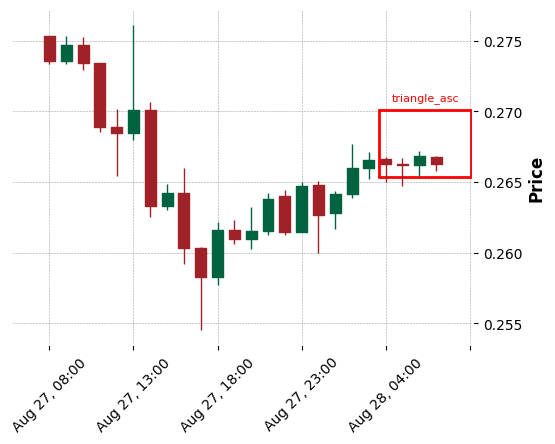 0.275
triangle_asc
0.270
0.265
0.260
0.255
Price
Aug 27, 08:00
Aug 27, 13:00
Aug 27, 18:00
Aug 27, 23:00
Aug 28, 04:00